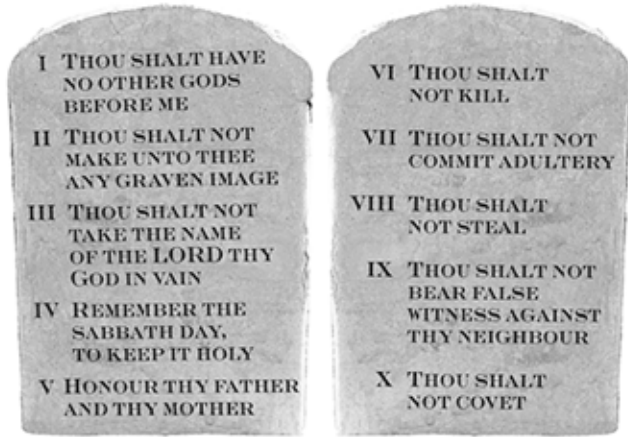 I THOU SHALT HAVE
NO OTHER GODS
BEFORE ME
II THOU SHALT NOT
MAKE UNTO THEE
ANY GRAVEN IMAGE
III THOU SHALT NOT
TAKE THE NAME
OF THE LORD THY
GOD IN VAIN
IV REMEMBER THE
SABBATH DAY,
TO KEEP IT HOLY
V HONOUR THY FATHER
AND THY MOTHER
VI THOU SHALT
NOT KILL
VII THOU SHALT NOT
COMMIT ADULTERY
VIII THOU SHALT
NOT STEAL
IX THOU SHALT NOT
BEAR FALSE
WITNESS AGAINST
THY NEIGHBOUR
X THOU SHALT
NOT COVET